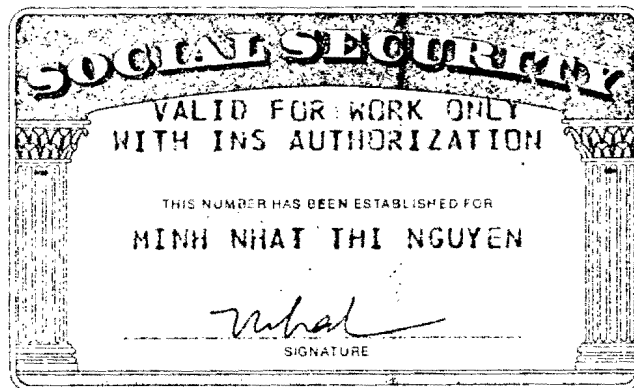 SOCIAL SECURITY
VALID FOR WORK ONLY
WITH INS AUTHORIZATION
THIS NUMBER HAS BEEN ESTABLISHED FOR
MINH NHAT THI NGUYEN
SIGNATURE